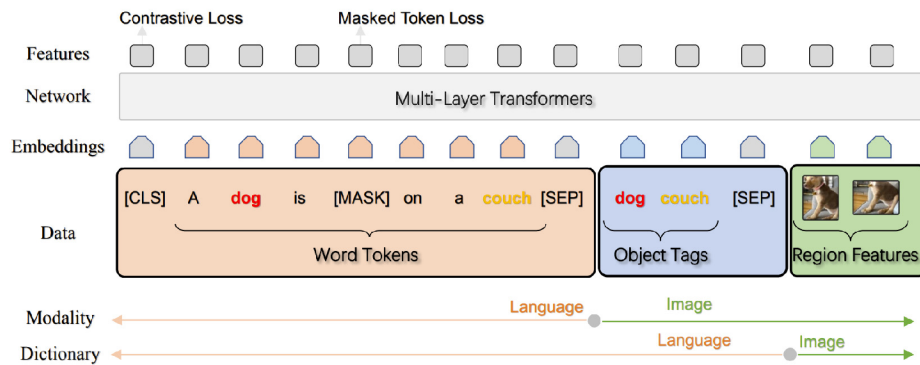 Contrastive Loss Masked Token Loss
Features
Network Multi-Layer Transformers
Embeddings
[CLS] A dog is [MASK] on a couch [SEP] dog couch [SEP]
Data
Word Tokens Object Tags Region Features
Language Image
Modality
Language Image
Dictionary